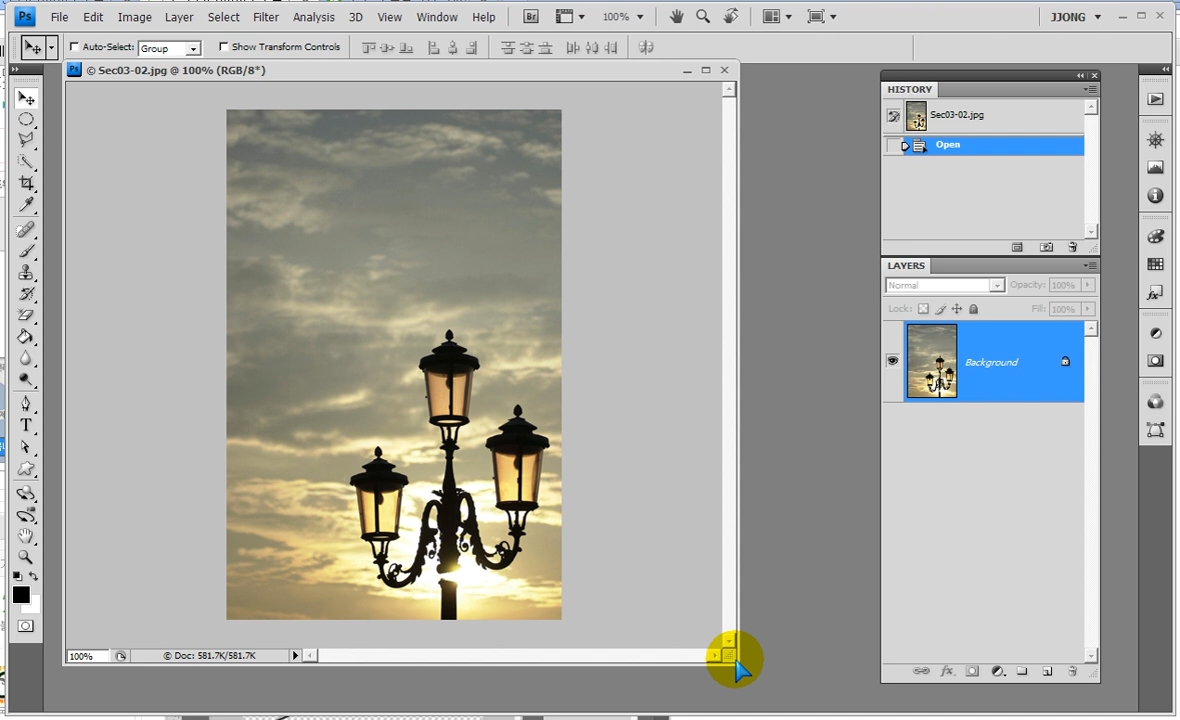 Ps File Edit Image Layer Select Filter Analysis 3D View Window Help Br 100% JJONG
Auto-Select: Group Show Transform Controls
Ps © Sec03-02.jpg @ 100% (RGB/8*)
HISTORY
Sec03-02.jpg
Open
LAYERS
Normal Opacity: 100%
Lock: Fill: 100%
Background
T
100% © Doc: 581.7K/581.7K
fx